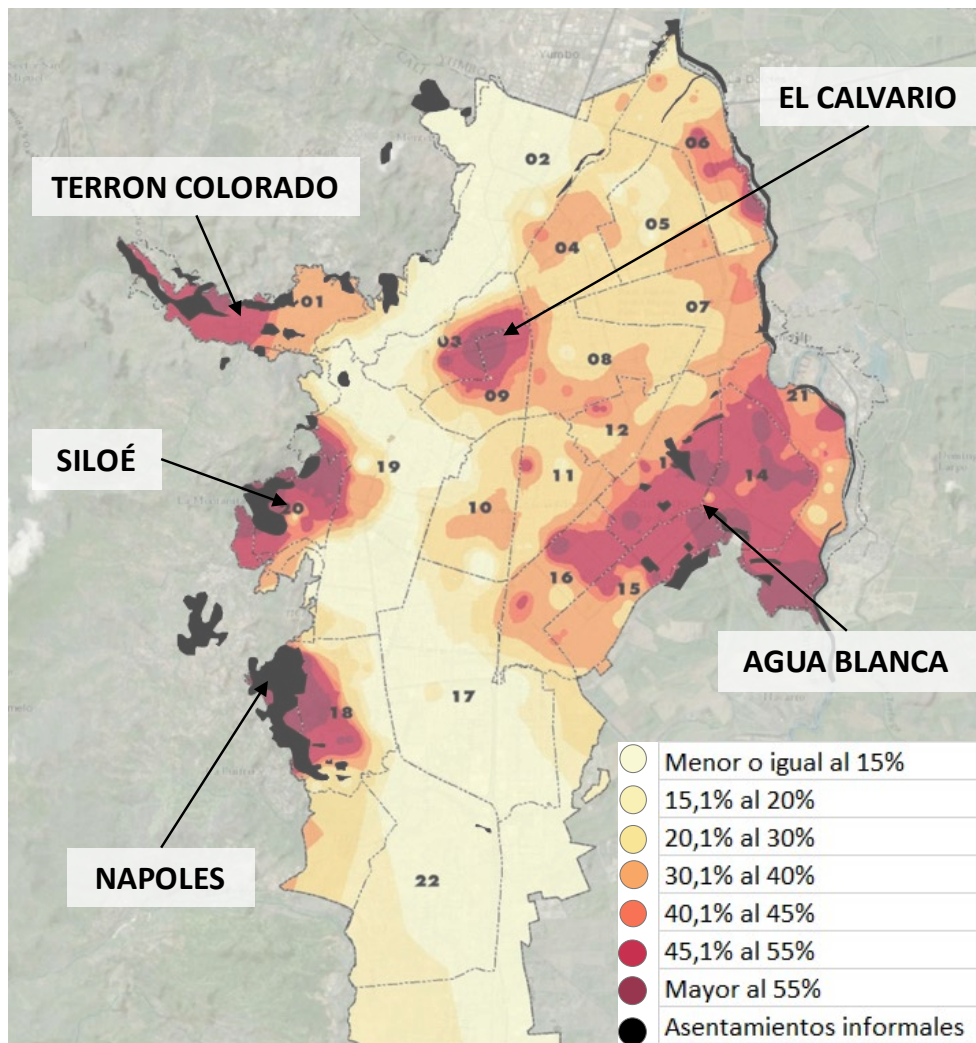 Yumbo
EL CALVARIO
02
06
TERRON COLORADO
04
05
01
07
03
08
09
21
12
SILOÉ
19
11
13
14
20
10
16
15
AGUA BLANCA
17
18
NAPOLES
22
Menor o igual al 15%
15,1% al 20%
20,1% al 30%
30,1% al 40%
40,1% al 45%
45,1% al 55%
Mayor al 55%
Asentamientos informales